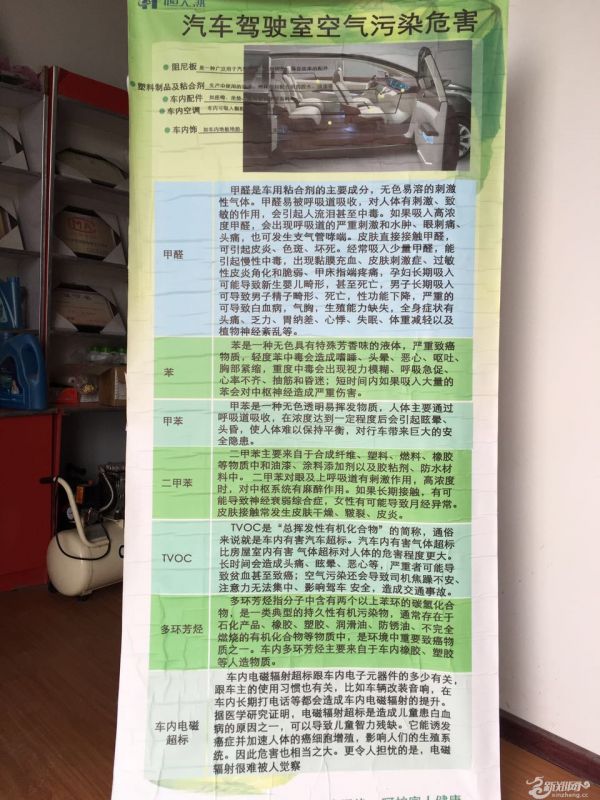 汽车驾驶室空气污染危害
阻尼板
塑料制品及粘合剂
车内配件
车内空调
车内饰
甲醛
甲醛是车用粘合剂的主要成分，无色易溶的刺激
性气体。甲醛易被呼吸道吸收，对人体有刺激、致
敏的作用，会引起人流泪甚至中毒。如果吸入高浓
度甲醛，会出现呼吸道的严重刺激和水肿、眼刺痛
头痛，也可发生支气管哮喘。皮肤直接接触甲醛，
可引起皮炎、色斑、坏死。经常吸入少量甲醛，能
引起慢性中毒，出现黏膜充血、皮肤刺激症、过敏
性皮炎角化和脆弱、甲床指端疼痛，孕妇长期吸入
可能导致新生婴儿畸形，甚至死亡，男子长期吸入
可导致男子精子畸形、死亡，性功能下降，严重的
可导致白血病，气胸，生殖能力缺失，全身症状有
头痛、乏力、胃纳差、心悸、失眠、体重减轻以及
植物神经紊乱等。
苯
苯是一种无色具有特殊芳香味的液体，严重致癌
物质，轻度苯中毒会造成嗜睡、头晕、恶心、呕吐、
胸部紧缩，重度中毒会出现视力模糊、呼吸急促、
心率不齐、抽筋和昏迷；短时间内如果吸入大量的
苯会对中枢神经造成严重伤害。
甲苯
甲苯是一种无色透明易挥发物质，人体主要通过
呼吸道吸收，在浓度达到一定程度后会引起眩晕、
头昏，使人体难以保持平衡，对行车带来巨大的安
全隐患。
二甲苯
二甲苯主要来自于合成纤维、塑料、燃料、橡胶
等物质中和油漆、涂料添加剂以及胶粘剂、防水材
料中。二甲苯对眼及上呼吸道有刺激作用，高浓度
时，对中枢系统有麻醉作用。如果长期接触，有可
能导致神经衰弱综合症，女性有可能导致月经异常。
皮肤接触常发生皮肤干燥、皲裂、皮炎。
TVOC
TVOC是“总挥发性有机化合物”的简称，通俗
来说就是车内有害汽车超标。汽车内有害气体超标
比房屋室内有害 气体超标对人体的危害程度更大。
长时间会造成头痛、眩晕、恶心等，严重者可能导
致贫血甚至致癌；空气污染还会导致司机焦躁不安、
注意力无法集中、影响驾车 安全，造成交通事故。
多环芳烃
多环芳烃指分子中含有两个以上苯环的碳氢化合
物，是一类典型的持久性有机污染物，通常存在于
石化产品、橡胶、塑胶、润滑油、防锈油、不完全
燃烧的有机化合物等物质中，是环境中重要致癌物
质之一。车内多环芳烃主要来自于车内橡胶、塑胶
等人造物质。
车内电磁
超标
车内电磁辐射超标跟车内电子元器件的多少有关，
跟车主的使用习惯也有关，比如车辆改装音响，在
车内长期打电话等都会造成车内电磁辐射的提升。
据医学研究证明，电磁辐射超标是造成儿童患白血
病的原因之一，可以导致儿童智力残缺。它能诱发
癌症并加速人体的癌细胞增殖，影响人们的生殖系
统。因此危害也相当之大。更令人担忧的是，电磁
辐射很难被人觉察
新郑网
xinzheng.cc